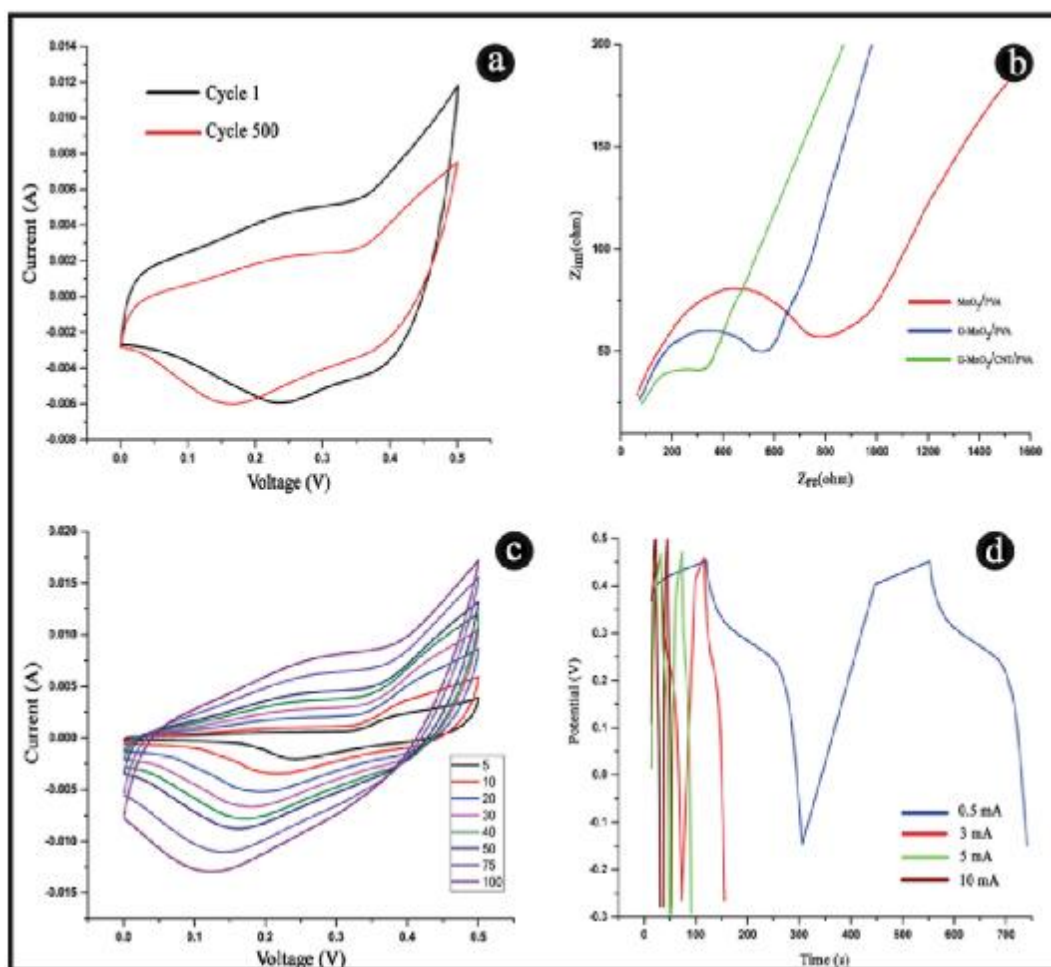 a
Cycle 1
Cycle 500
0.014
0.012
0.010
0.008
0.006
0.004
0.002
0.000
-0.002
-0.004
-0.006
-0.008
Current (A)
0.0 0.1 0.2 0.3 0.4 0.5
Voltage (V)
b
200
150
100
50
Zim(ohm)
MnO2/PVA
G-MnO2/PVA
G-MnO2/CNT/PVA
0 200 400 600 800 1000 1200 1400 1600
Zre(ohm)
c
0.020
0.015
0.010
0.005
0.000
-0.005
-0.010
-0.015
Current (A)
5
10
20
30
40
50
75
100
0.0 0.1 0.2 0.3 0.4 0.5
Voltage (V)
d
0.5
0.4
0.3
0.2
0.1
0.0
-0.1
-0.2
-0.3
Potential (V)
0.5 mA
3 mA
5 mA
10 mA
0 100 200 300 400 500 600 700
Time (s)